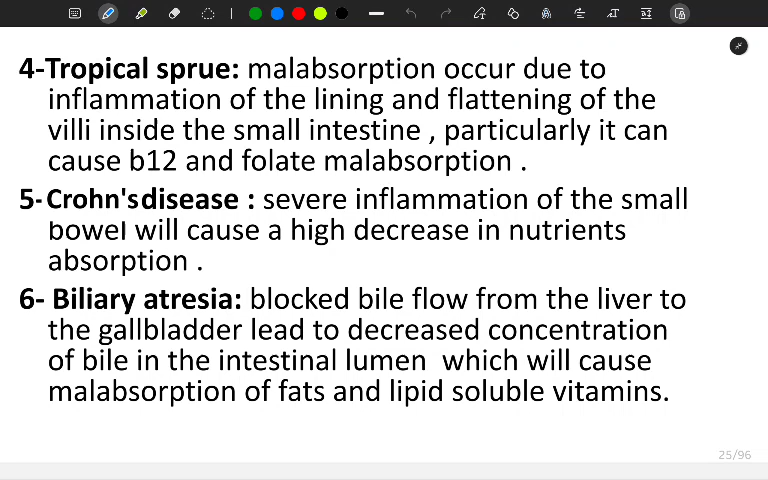 4-Tropical sprue: malabsorption occur due to
inflammation of the lining and flattening of the
villi inside the small intestine , particularly it can
cause b12 and folate malabsorption .
5-Crohn's disease : severe inflammation of the small
bowel will cause a high decrease in nutrients
absorption .
6- Biliary atresia: blocked bile flow from the liver to
the gallbladder lead to decreased concentration
of bile in the intestinal lumen which will cause
malabsorption of fats and lipid soluble vitamins.
25/96